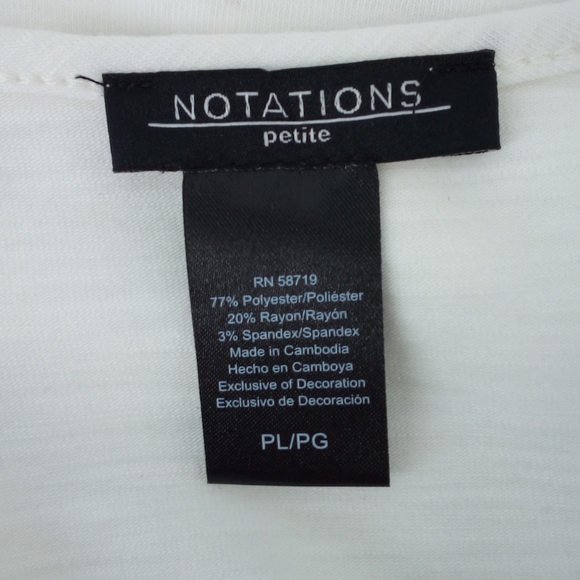 NOTATIONS
petite
RN 58719
77% Polyester/Poliéster
20% Rayon/Rayón
3% Spandex/Spandex
Made in Cambodia
Hecho en Camboya
Exclusive of Decoration
Exclusivo de Decoración
PL/PG